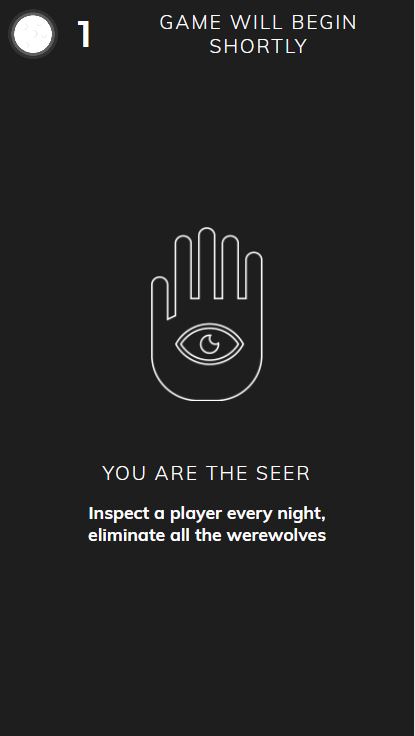 1
GAME WILL BEGIN
SHORTLY
YOU ARE THE SEER
Inspect a player every night,
eliminate all the werewolves